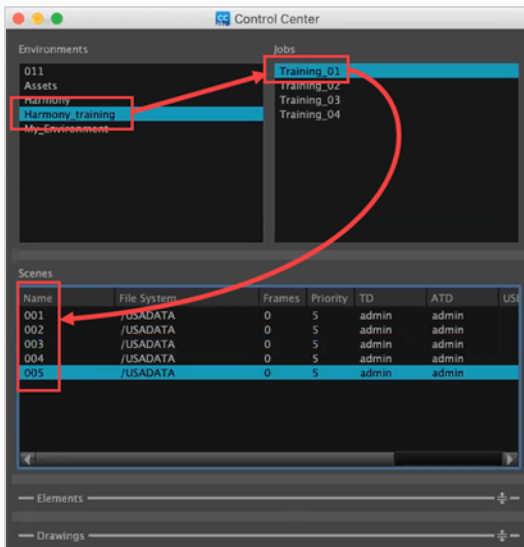 Control Center
Environments
011
Assets
Harmony
Harmony_training
My_Environment
Jobs
Training_01
Training_02
Training_03
Training_04
Scenes
Name File System Frames Priority TD ATD USI
001 /USADATA 0 5 admin admin
002 /USADATA 0 5 admin admin
003 /USADATA 0 5 admin admin
004 /USADATA 0 5 admin admin
005 /USADATA 0 5 admin admin
Elements
Drawings